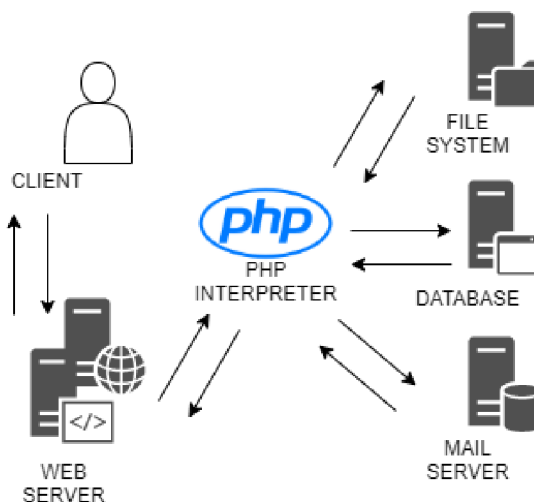 FILE
SYSTEM
CLIENT
php
PHP
INTERPRETER
DATABASE
</>
MAIL
SERVER
WEB
SERVER